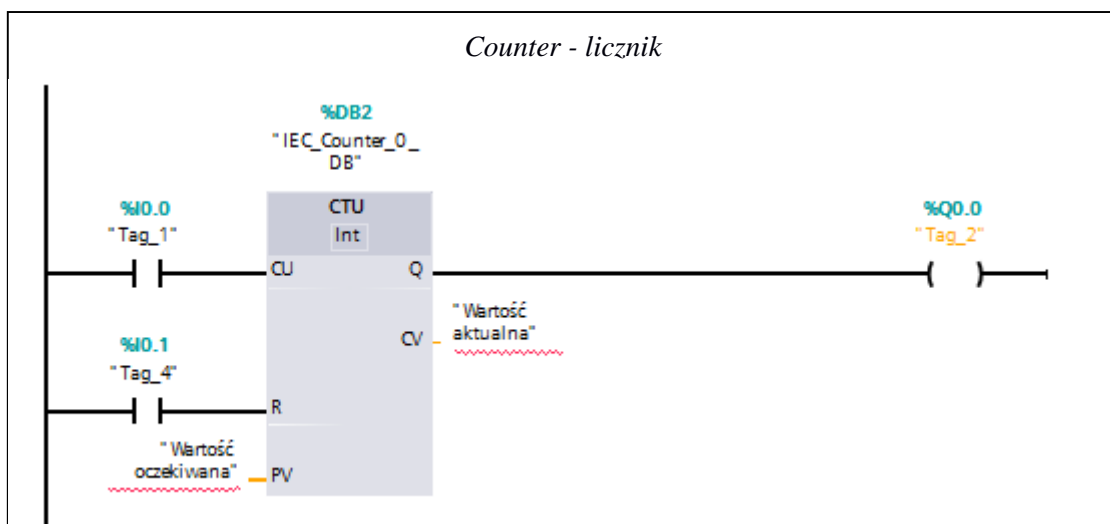 Counter - licznik
%DB2
"IEC_Counter_0_
DB"
%I0.0
"Tag_1"
CTU
Int
%Q0.0
"Tag_2"
CU
Q
"Wartość
aktualna"
CV
%I0.1
"Tag_4"
R
"Wartość
oczekiwana"
PV